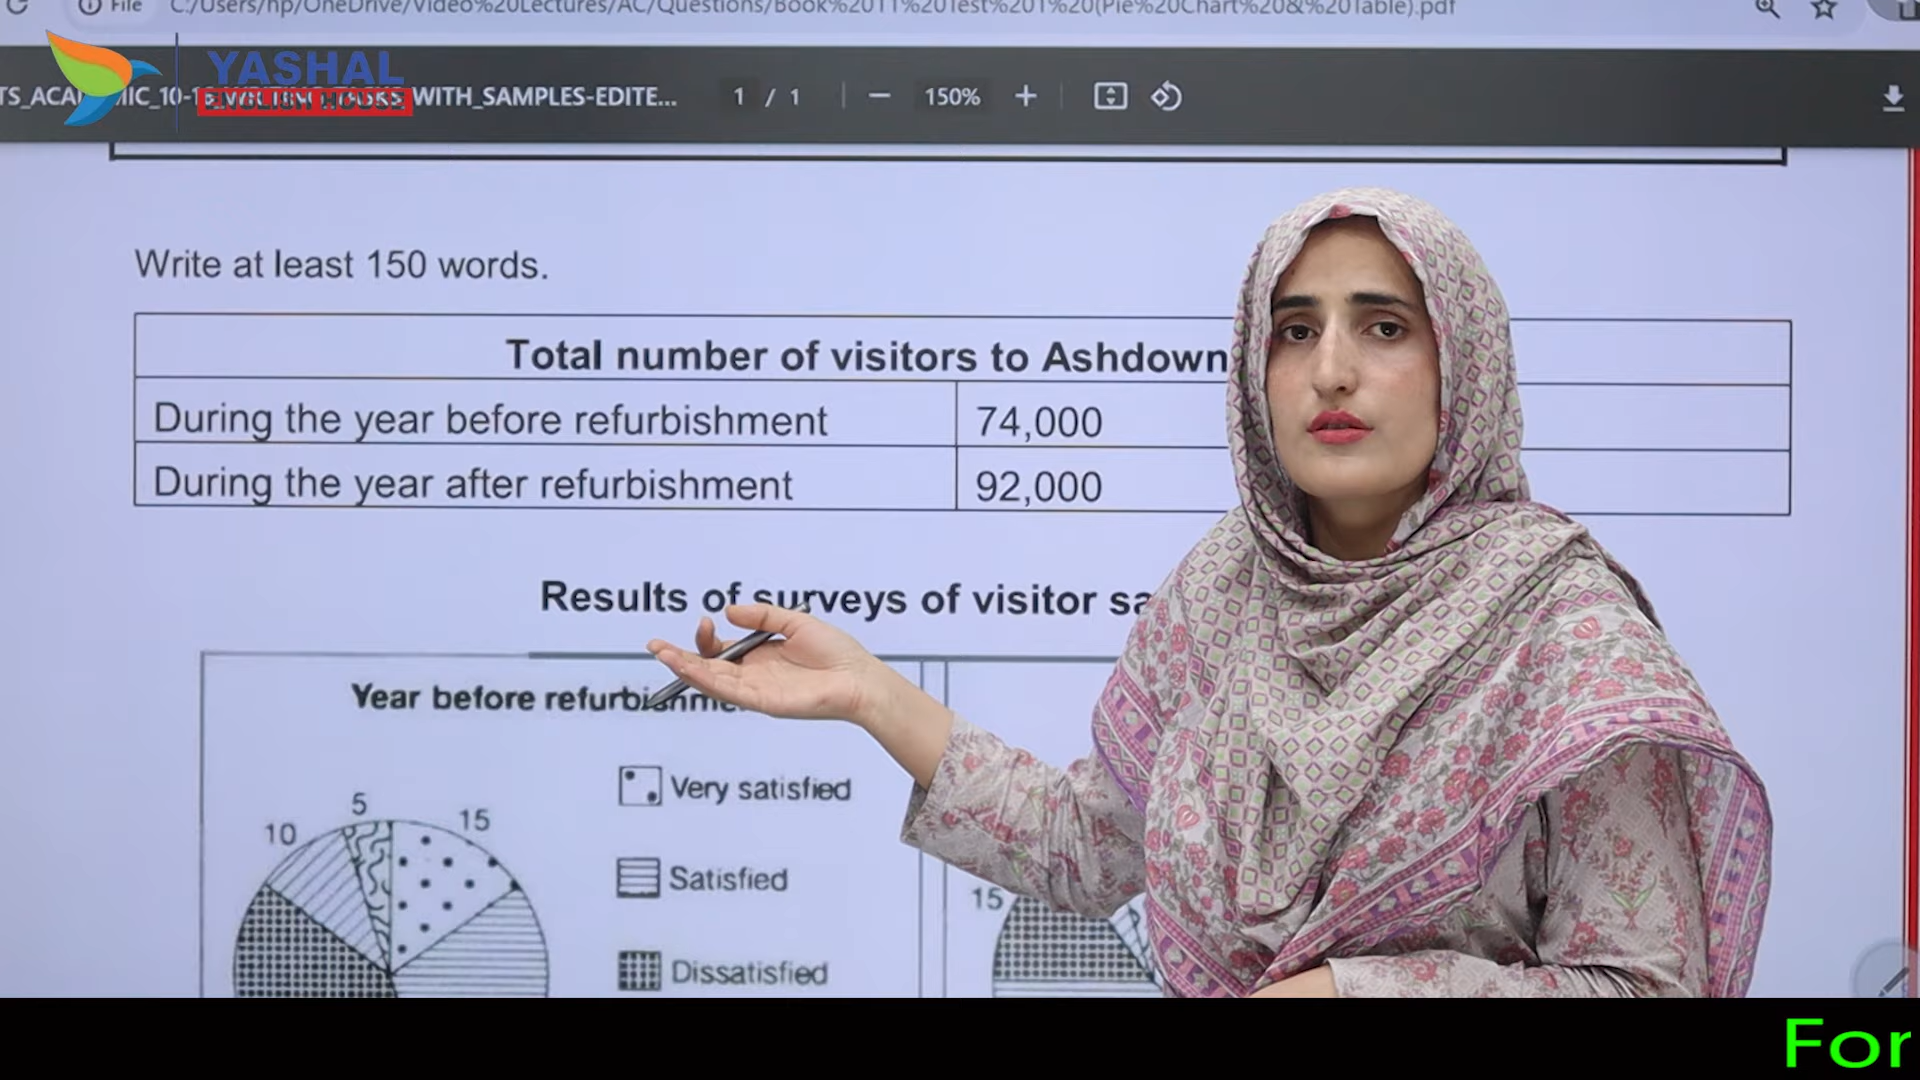 File C:/Users/hp/OneDrive/Video%20Lectures/AC/Questions/Book%2011%20Test%201%20(Pie%20Chart%20&%20Table).pdf
YASHAL
ENGLISH HOUSE
WITH_SAMPLES-EDITE... 1 / 1 150%
Write at least 150 words.
Total number of visitors to Ashdown
During the year before refurbishment 74,000
During the year after refurbishment 92,000
Results of surveys of visitor
Year before
5
10 15
Very satisfied
Satisfied
15
Dissatisfied
For